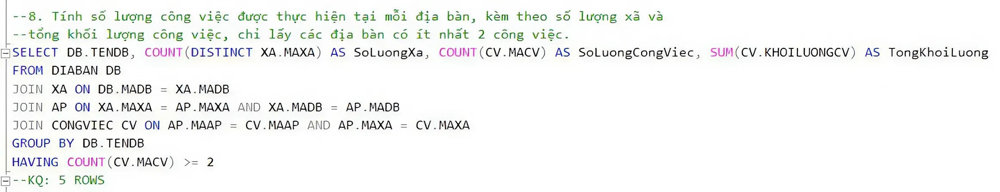 --8. Tính số lượng công việc được thực hiện tại mỗi địa bàn, kèm theo số lượng xã và
--tổng khối lượng công việc, chỉ lấy các địa bàn có ít nhất 2 công việc.
SELECT DB.TENDB, COUNT(DISTINCT XA.MAXA) AS SoLuongXa, COUNT(CV.MACV) AS SoLuongCongViec, SUM(CV.KHOILUONGCV) AS TongKhoiLuong
FROM DIABAN DB
JOIN XA ON DB.MADB = XA.MADB
JOIN AP ON XA.MAXA = AP.MAXA AND XA.MADB = AP.MADB
JOIN CONGVIEC CV ON AP.MAAP = CV.MAAP AND AP.MAXA = CV.MAXA
GROUP BY DB.TENDB
HAVING COUNT(CV.MACV) >= 2
--KQ: 5 ROWS